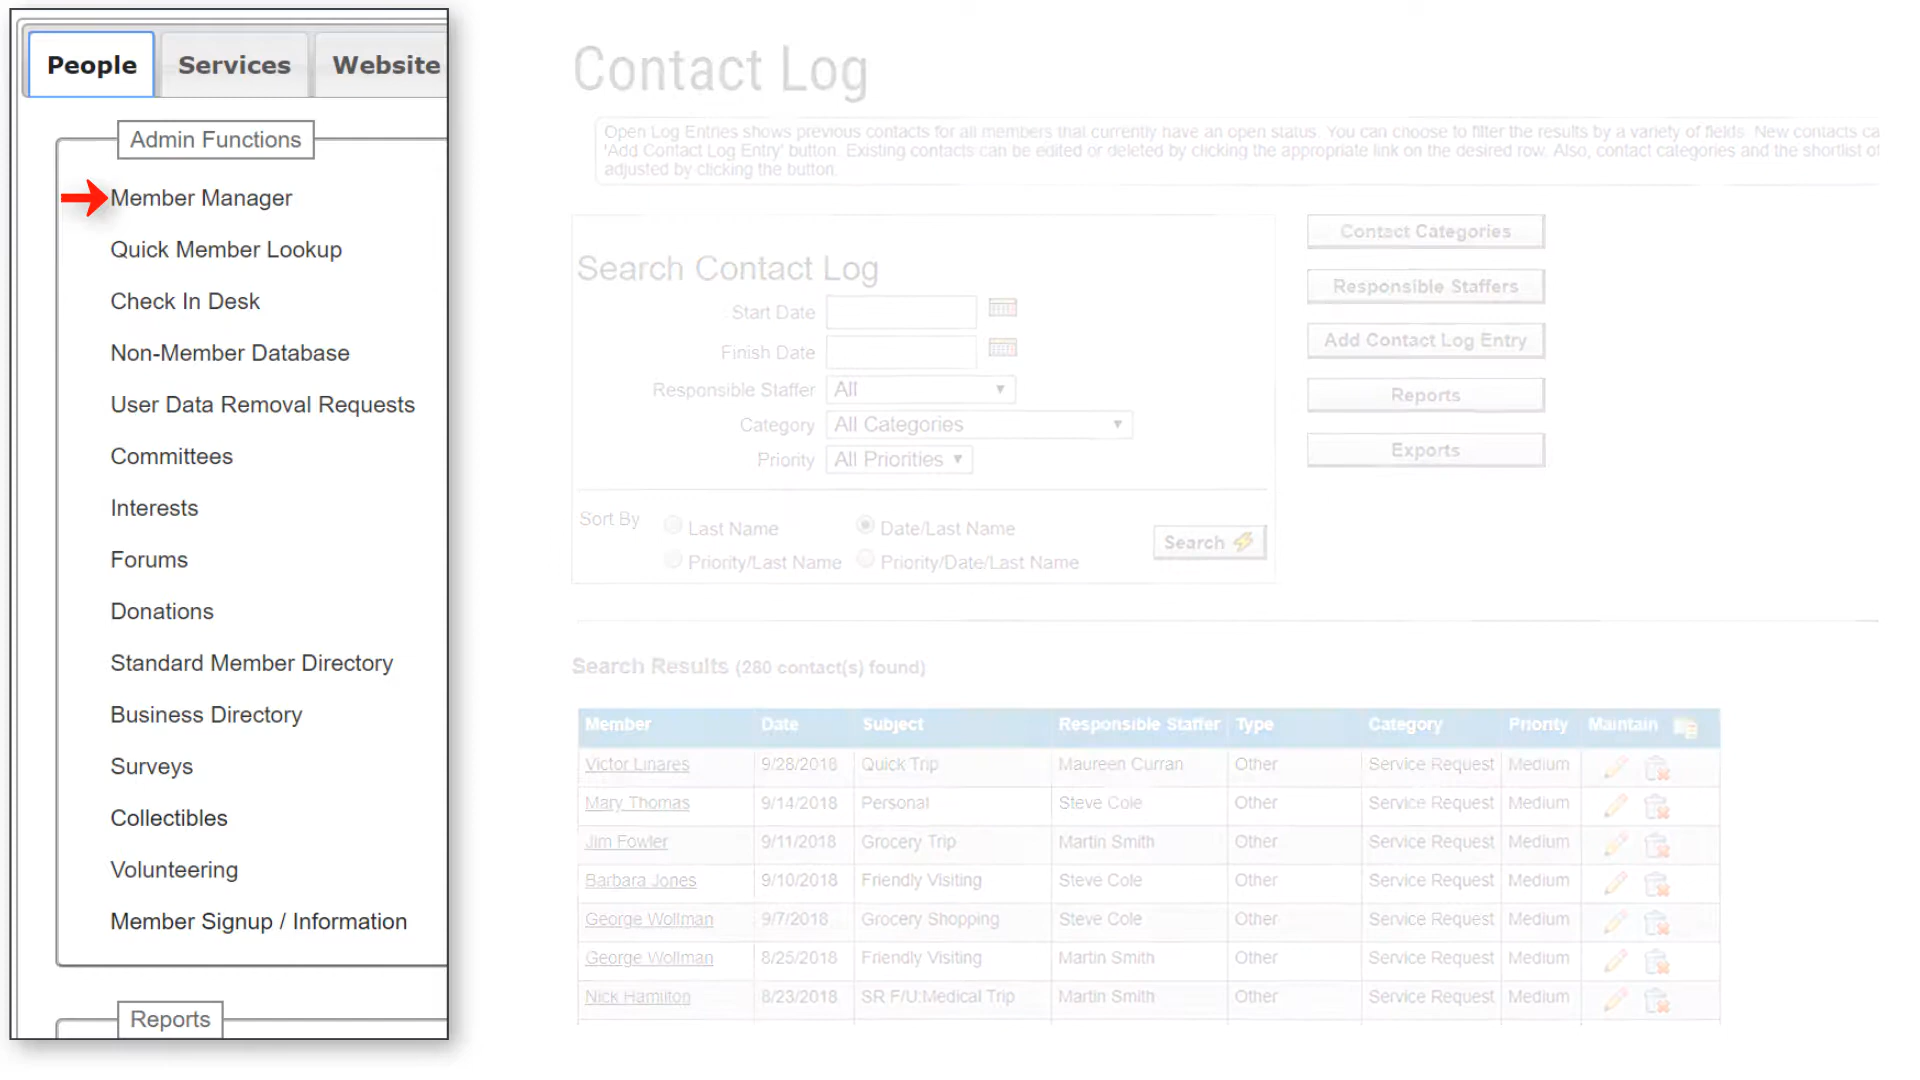 People Services Website
Admin Functions
Member Manager
Quick Member Lookup
Check In Desk
Non-Member Database
User Data Removal Requests
Committees
Interests
Forums
Donations
Standard Member Directory
Business Directory
Surveys
Collectibles
Volunteering
Member Signup / Information
Reports
Contact Log
Open Log Entries shows previous contacts for all members that currently have an open status. You can choose to filter the results by a variety of fields. New contacts ca
'Add Contact Log Entry' button. Existing contacts can be edited or deleted by clicking the appropriate link on the desired row. Also, contact categories and the shortlist of
adjusted by clicking the button.
Search Contact Log
Start Date
Finish Date
Responsible Staffer All
Category All Categories
Priority All Priorities
Sort By Last Name Date/Last Name
Priority/Last Name Priority/Date/Last Name
Search
Contact Categories
Responsible Staffers
Add Contact Log Entry
Reports
Exports
Search Results (280 contact(s) found)
Member Date Subject Responsible Staffer Type Category Priority Maintain
Victor Linares 9/28/2018 Quick Trip Maureen Curran Other Service Request Medium
Mary Thomas 9/14/2018 Personal Steve Cole Other Service Request Medium
Jim Fowler 9/11/2018 Grocery Trip Martin Smith Other Service Request Medium
Barbara Jones 9/10/2018 Friendly Visiting Steve Cole Other Service Request Medium
George Wollman 9/7/2018 Grocery Shopping Steve Cole Other Service Request Medium
George Wollman 8/25/2018 Friendly Visiting Martin Smith Other Service Request Medium
Nick Hamilton 8/23/2018 SR F/U:Medical Trip Martin Smith Other Service Request Medium